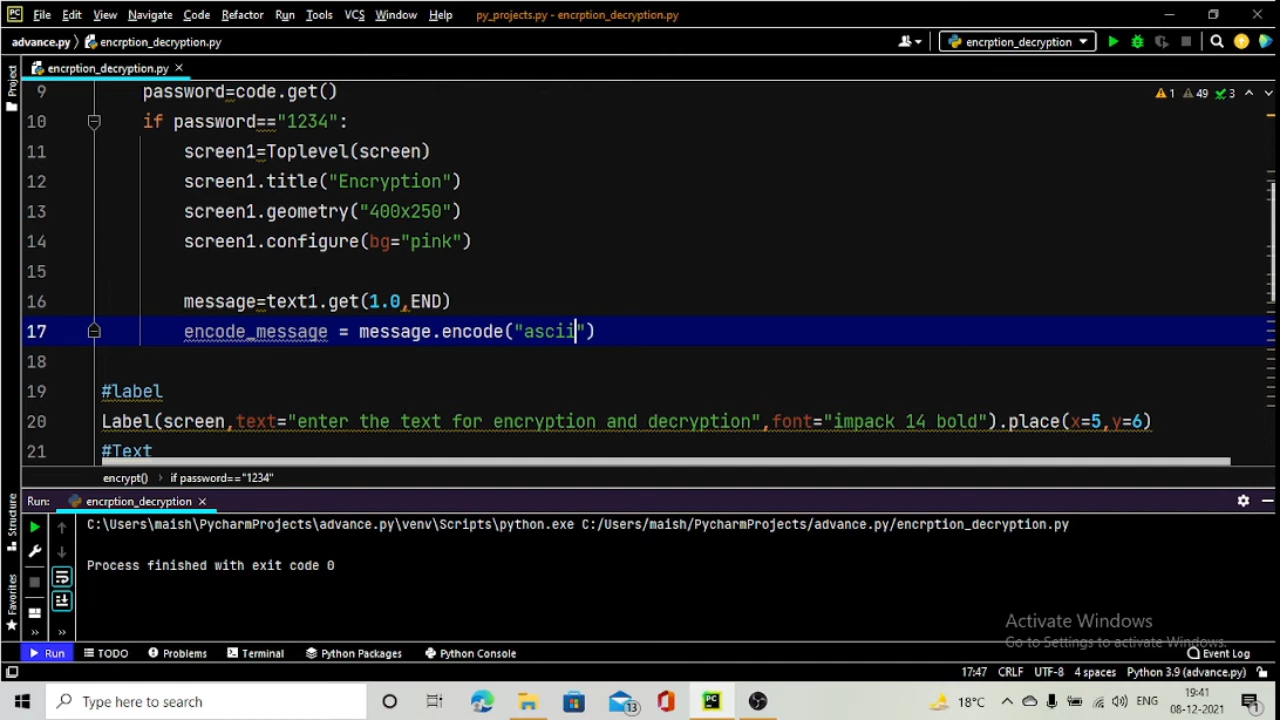 File Edit View Navigate Code Refactor Run Tools VCS Window Help py_projects.py - encrption_decryption.py
advance.py encrption_decryption.py encrption_decryption
Project encrption_decryption.py
9 password=code.get() 1 49 3
10 if password=="1234":
11 screen1=Toplevel(screen)
12 screen1.title("Encryption")
13 screen1.geometry("400x250")
14 screen1.configure(bg="pink")
15
16 message=text1.get(1.0,END)
17 encode_message = message.encode("ascii")
18
19 #label
20 Label(screen,text="enter the text for encryption and decryption",font="impack 14 bold").place(x=5,y=6)
21 #Text
encrypt() if password=="1234"
Run: encrption_decryption
Structure
Favorites
C:\Users\maish\PycharmProjects\advance.py\venv\Scripts\python.exe C:/Users/maish/PycharmProjects/advance.py/encrption_decryption.py
Process finished with exit code 0
Activate Windows
Go to Settings to activate Windows.
Run TODO Problems Terminal Python Packages Python Console Event Log
17:47 CRLF UTF-8 4 spaces Python 3.9 (advance.py)
Type here to search 13 18°C ENG 19:41
08-12-2021 1